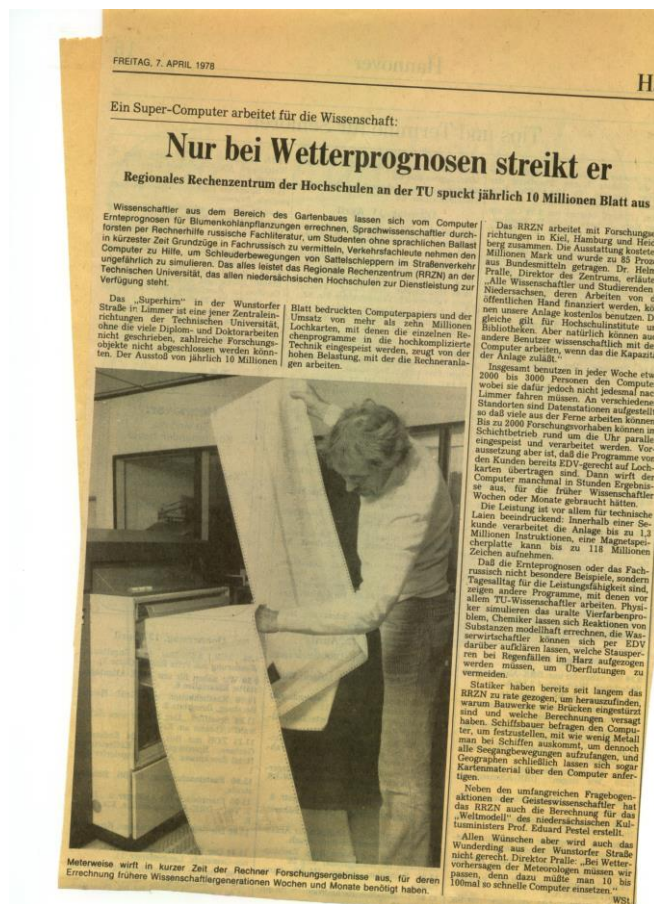 FREITAG, 7. APRIL 1978
Ein Super-Computer arbeitet für die Wissenschaft:
Nur bei Wetterprognosen streikt er
Regionales Rechenzentrum der Hochschulen an der TU spuckt jährlich 10 Millionen Blatt aus
Wissenschaftler aus dem Bereich des Gartenbaues lassen sich vom Computer
Ernteprognosen für Blumenkohlanpflanzungen errechnen, Sprachwissenschaftler durch-
forsten per Rechnerhilfe russische Fachliteratur, um Studenten ohne sprachlichen Ballast
in kürzester Zeit Grundzüge in Fachrussisch zu vermitteln, Verkehrsfachleute nehmen den
Computer zu Hilfe, um Schleuderbewegungen von Sattelschleppern im Straßenverkehr
ungefährlich zu simulieren. Das alles leistet das Regionale Rechenzentrum (RRZN) an der
Technischen Universität, das allen niedersächsischen Hochschulen zur Dienstleistung zur
Verfügung steht.
Das „Superhirn" in der Wunstorfer
Straße in Limmer ist eine jener Zentralein-
richtungen der Technischen Universität,
ohne die viele Diplom- und Doktorarbeiten
nicht geschrieben, zahlreiche Forschungs-
objekte nicht abgeschlossen werden könn-
ten. Der Ausstoß von jährlich 10 Millionen
Blatt bedruckten Computerpapiers und der
Umsatz von mehr als zehn Millionen
Lochkarten, mit denen die einzelnen Re-
chenprogramme in die hochkomplizierte
Technik eingespeist werden, zeugt von der
hohen Belastung, mit der die Rechneranla-
gen arbeiten.
Das RRZN arbeitet mit Forschungse
richtungen in Kiel, Hamburg und Heid
berg zusammen. Die Ausstattung kostete
Millionen Mark und wurde zu 85 Proz
aus Bundesmitteln getragen. Dr. Helm
Pralle, Direktor des Zentrums, erläute
„Alle Wissenschaftler und Studierenden
Niedersachsen, deren Arbeiten von d
öffentlichen Hand finanziert werden, kön
nen unsere Anlage kostenlos benutzen. D
gleiche gilt für Hochschulinstitute un
Bibliotheken. Aber natürlich können au
andere Benutzer wissenschaftlich mit de
Computer arbeiten, wenn das die Kapazitä
der Anlage zuläßt."
Insgesamt benutzen in jeder Woche etw
2000 bis 3000 Personen den Compute
wobei sie dafür jedoch nicht jedesmal nac
Limmer fahren müssen. An verschiedene
Standorten sind Datenstationen aufgestellt
so daß viele aus der Ferne arbeiten können
Bis zu 2000 Forschungsvorhaben können im
Schichtbetrieb rund um die Uhr paralle
eingespeist und verarbeitet werden. Vor-
aussetzung aber ist, daß die Programme von
den Kunden bereits EDV-gerecht auf Loch-
karten übertragen sind. Dann wirft der
Computer manchmal in Stunden Ergebnis-
se aus, für die früher Wissenschaftler
Wochen oder Monate gebraucht hätten.
Die Leistung ist vor allem für technische
Laien beeindruckend: Innerhalb einer Se-
kunde verarbeitet die Anlage bis zu 1,3
Millionen Instruktionen, eine Magnetspei-
cherplatte kann bis zu 118 Millionen
Zeichen aufnehmen.
Daß die Ernteprognosen oder das Fach-
russisch nicht besondere Beispiele, sondern
Tagesalltag für die Leistungsfähigkeit sind,
zeigen andere Programme, mit denen vor
allem TU-Wissenschaftler arbeiten. Physi-
ker simulieren das uralte Vierfarbenpro-
blem, Chemiker lassen sich Reaktionen von
Substanzen modellhaft errechnen, die Was-
serwirtschaftler können sich per EDV
darüber aufklären lassen, welche Stausper-
ren bei Regenfällen im Harz aufgezogen
werden müssen, um Überflutungen zu
vermeiden.
Statiker haben bereits seit langem das
RRZN zu rate gezogen, um herauszufinden,
warum Bauwerke wie Brücken eingestürzt
sind und welche Berechnungen versagt
haben. Schiffsbauer befragen den Compu-
ter, um festzustellen, mit wie wenig Metall
man bei Schiffen auskommt, um dennoch
alle Seegangbewegungen aufzufangen, und
Geographen schließlich lassen sich sogar
Kartenmaterial über den Computer anfer-
tigen.
Neben den umfangreichen Fragebogen-
aktionen der Geisteswissenschaftler hat
das RRZN auch die Berechnung für das
„Weltmodell" des niedersächsischen Kul-
tusministers Prof. Eduard Pestel erstellt.
Allen Wünschen aber wird auch das
Wunderding aus der Wunstorfer Straße
nicht gerecht. Direktor Pralle: „Bei Wetter-
vorhersagen der Meteorologen müssen wir
passen, denn dazu müßte man 10 bis
100mal so schnelle Computer einsetzen."
WSt.
Meterweise wirft in kurzer Zeit der Rechner Forschungsergebnisse aus, für deren
Errechnung frühere Wissenschaftlergenerationen Wochen und Monate benötigt haben.